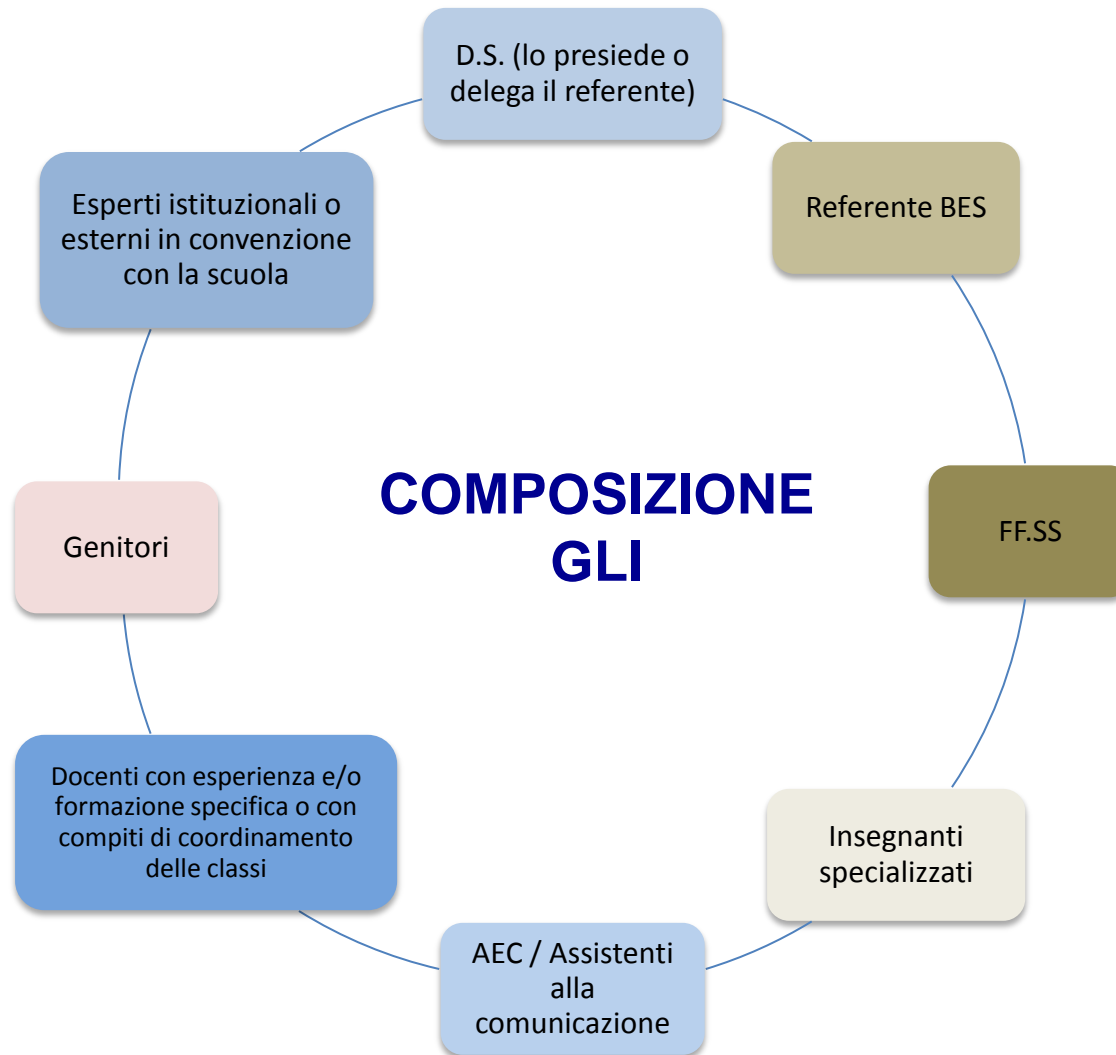 D.S. (lo presiede o
delega il referente)
Referente BES
FF.SS
Insegnanti
specializzati
AEC / Assistenti
alla
comunicazione
Docenti con esperienza e/o
formazione specifica o con
compiti di coordinamento
delle classi
Genitori
Esperti istituzionali o
esterni in convenzione
con la scuola
COMPOSIZIONE
GLI